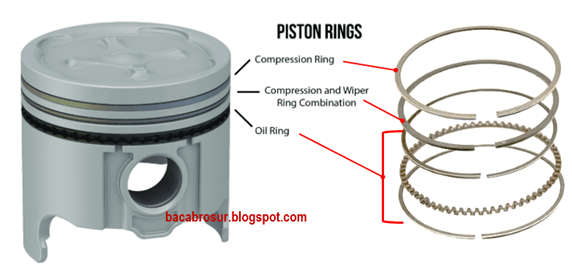 PISTON RINGS
Compression Ring
Compression and Wiper
Ring Combination
Oil Ring
bacabrosur.blogspot.com